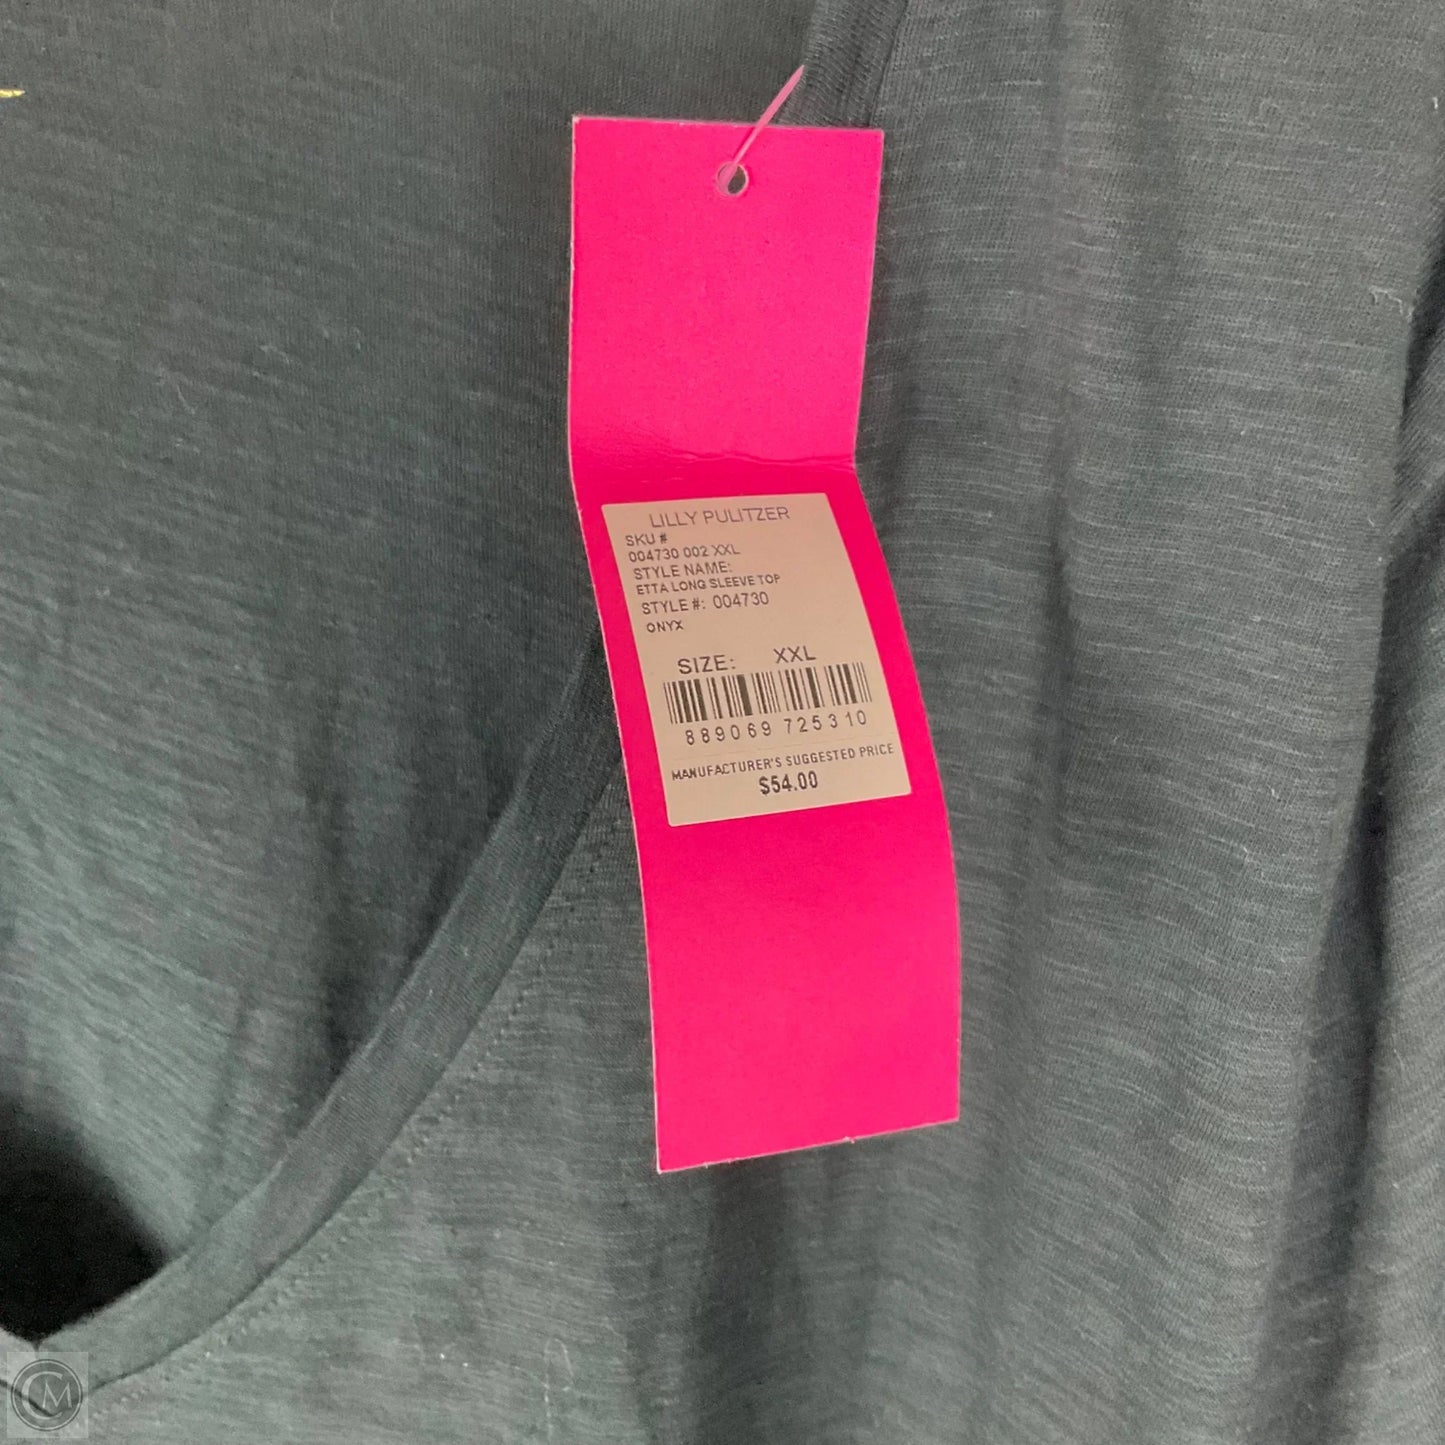 LILLY PULITZER
SKU #
004730 002 XXL
STYLE NAME:
ETTA LONG SLEEVE TOP
STYLE #: 004730
ONYX
SIZE: XXL
889069 725310
MANUFACTURER'S SUGGESTED PRICE
$54.00
CM